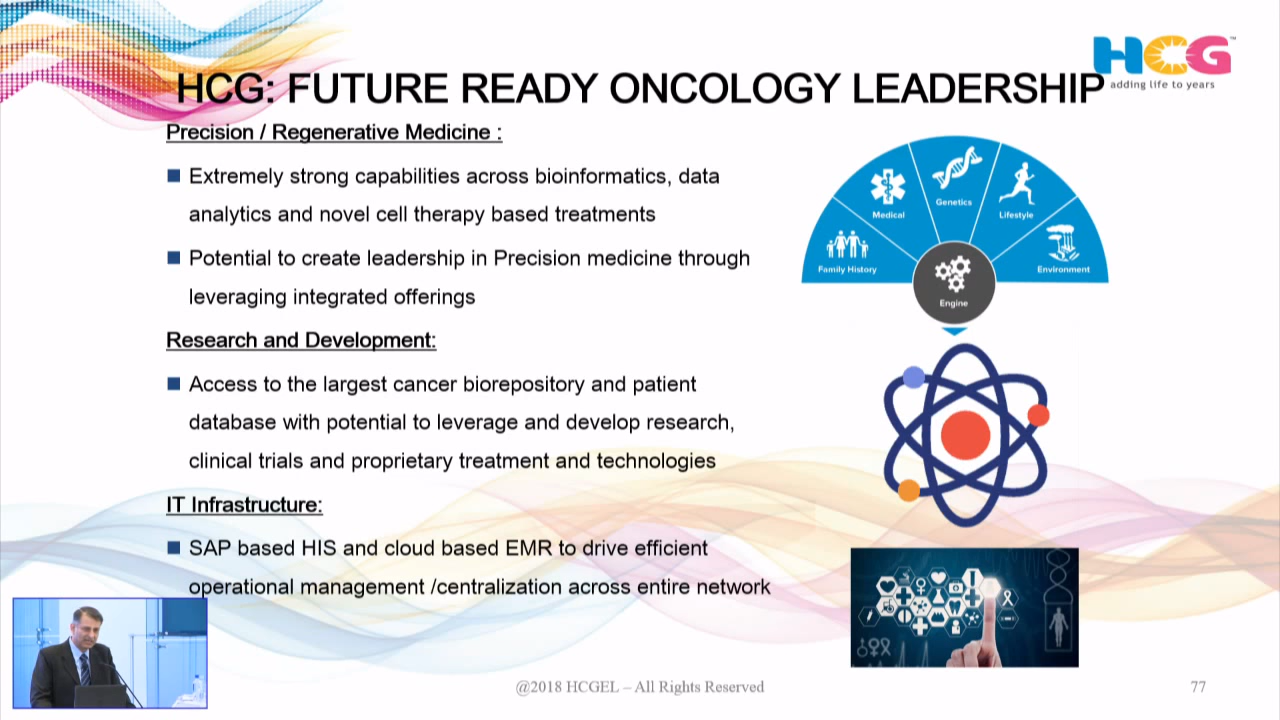 HCG™
adding life to years
HCG: FUTURE READY ONCOLOGY LEADERSHIP
Precision / Regenerative Medicine :
Extremely strong capabilities across bioinformatics, data
analytics and novel cell therapy based treatments
Potential to create leadership in Precision medicine through
leveraging integrated offerings
Research and Development:
Access to the largest cancer biorepository and patient
database with potential to leverage and develop research,
clinical trials and proprietary treatment and technologies
IT Infrastructure:
SAP based HIS and cloud based EMR to drive efficient
operational management /centralization across entire network
Family History
Medical
Genetics
Lifestyle
Environment
Engine
@2018 HCGEL – All Rights Reserved
77